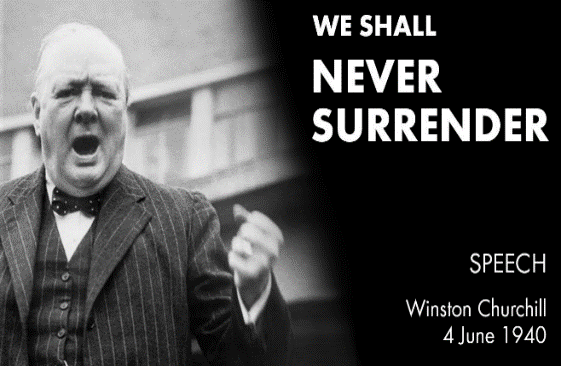 WE SHALL
NEVER
SURRENDER
SPEECH
Winston Churchill
4 June 1940